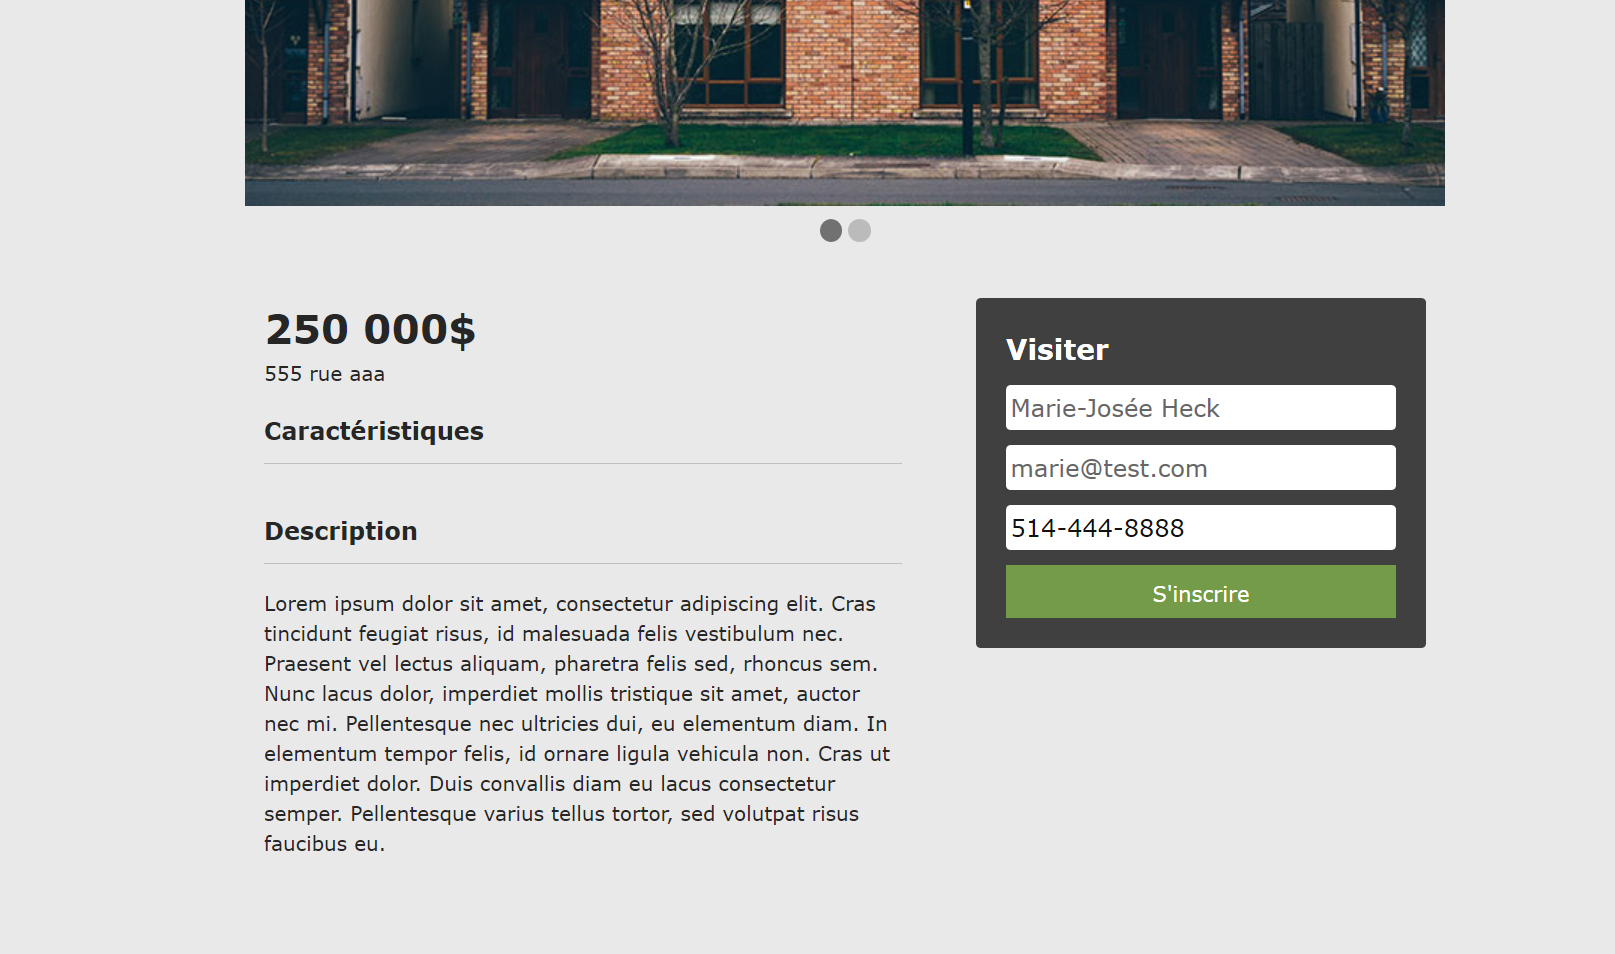 250 000$
555 rue aaa
Caractéristiques
Description
Lorem ipsum dolor sit amet, consectetur adipiscing elit. Cras
tincidunt feugiat risus, id malesuada felis vestibulum nec.
Praesent vel lectus aliquam, pharetra felis sed, rhoncus sem.
Nunc lacus dolor, imperdiet mollis tristique sit amet, auctor
nec mi. Pellentesque nec ultricies dui, eu elementum diam. In
elementum tempor felis, id ornare ligula vehicula non. Cras ut
imperdiet dolor. Duis convallis diam eu lacus consectetur
semper. Pellentesque varius tellus tortor, sed volutpat risus
faucibus eu.
Visiter
Marie-Josée Heck
marie@test.com
514-444-8888
S'inscrire